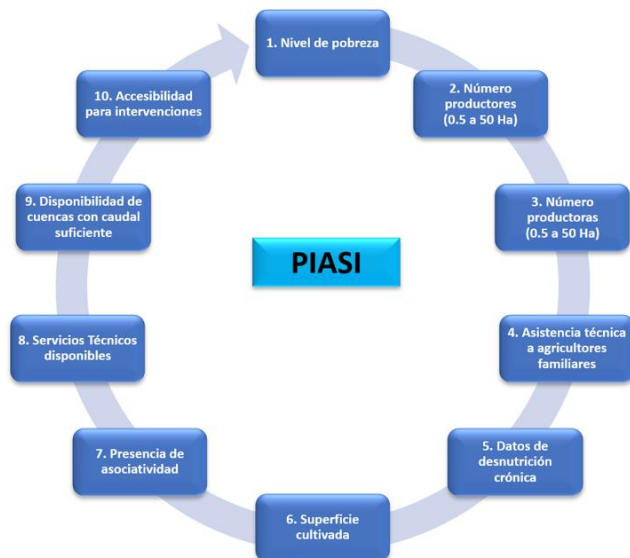 1. Nivel de pobreza
2. Número
productores
(0.5 a 50 Ha)
3. Número
productoras
(0.5 a 50 Ha)
4. Asistencia técnica
a agricultores
familiares
5. Datos de
desnutrición
crónica
6. Superficie
cultivada
7. Presencia de
asociatividad
8. Servicios Técnicos
disponibles
9. Disponibilidad de
cuencas con caudal
suficiente
10. Accesibilidad
para intervenciones
PIASI